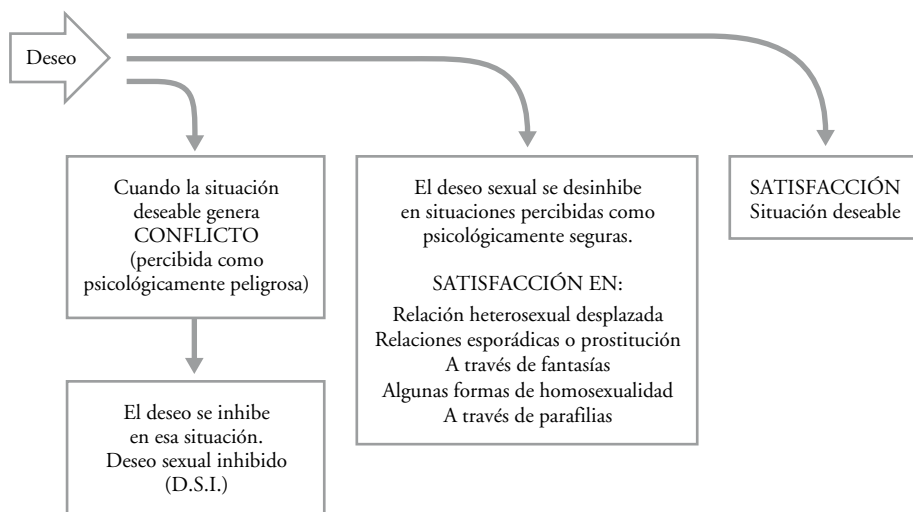 Deseo
Cuando la situación
deseable genera
CONFLICTO
(percibida como
psicológicamente peligrosa)
El deseo se inhibe
en esa situación.
Deseo sexual inhibido
(D.S.I.)
El deseo sexual se desinhibe
en situaciones percibidas como
psicológicamente seguras.
SATISFACCIÓN EN:
Relación heterosexual desplazada
Relaciones esporádicas o prostitución
A través de fantasías
Algunas formas de homosexualidad
A través de parafilias
SATISFACCIÓN
Situación deseable